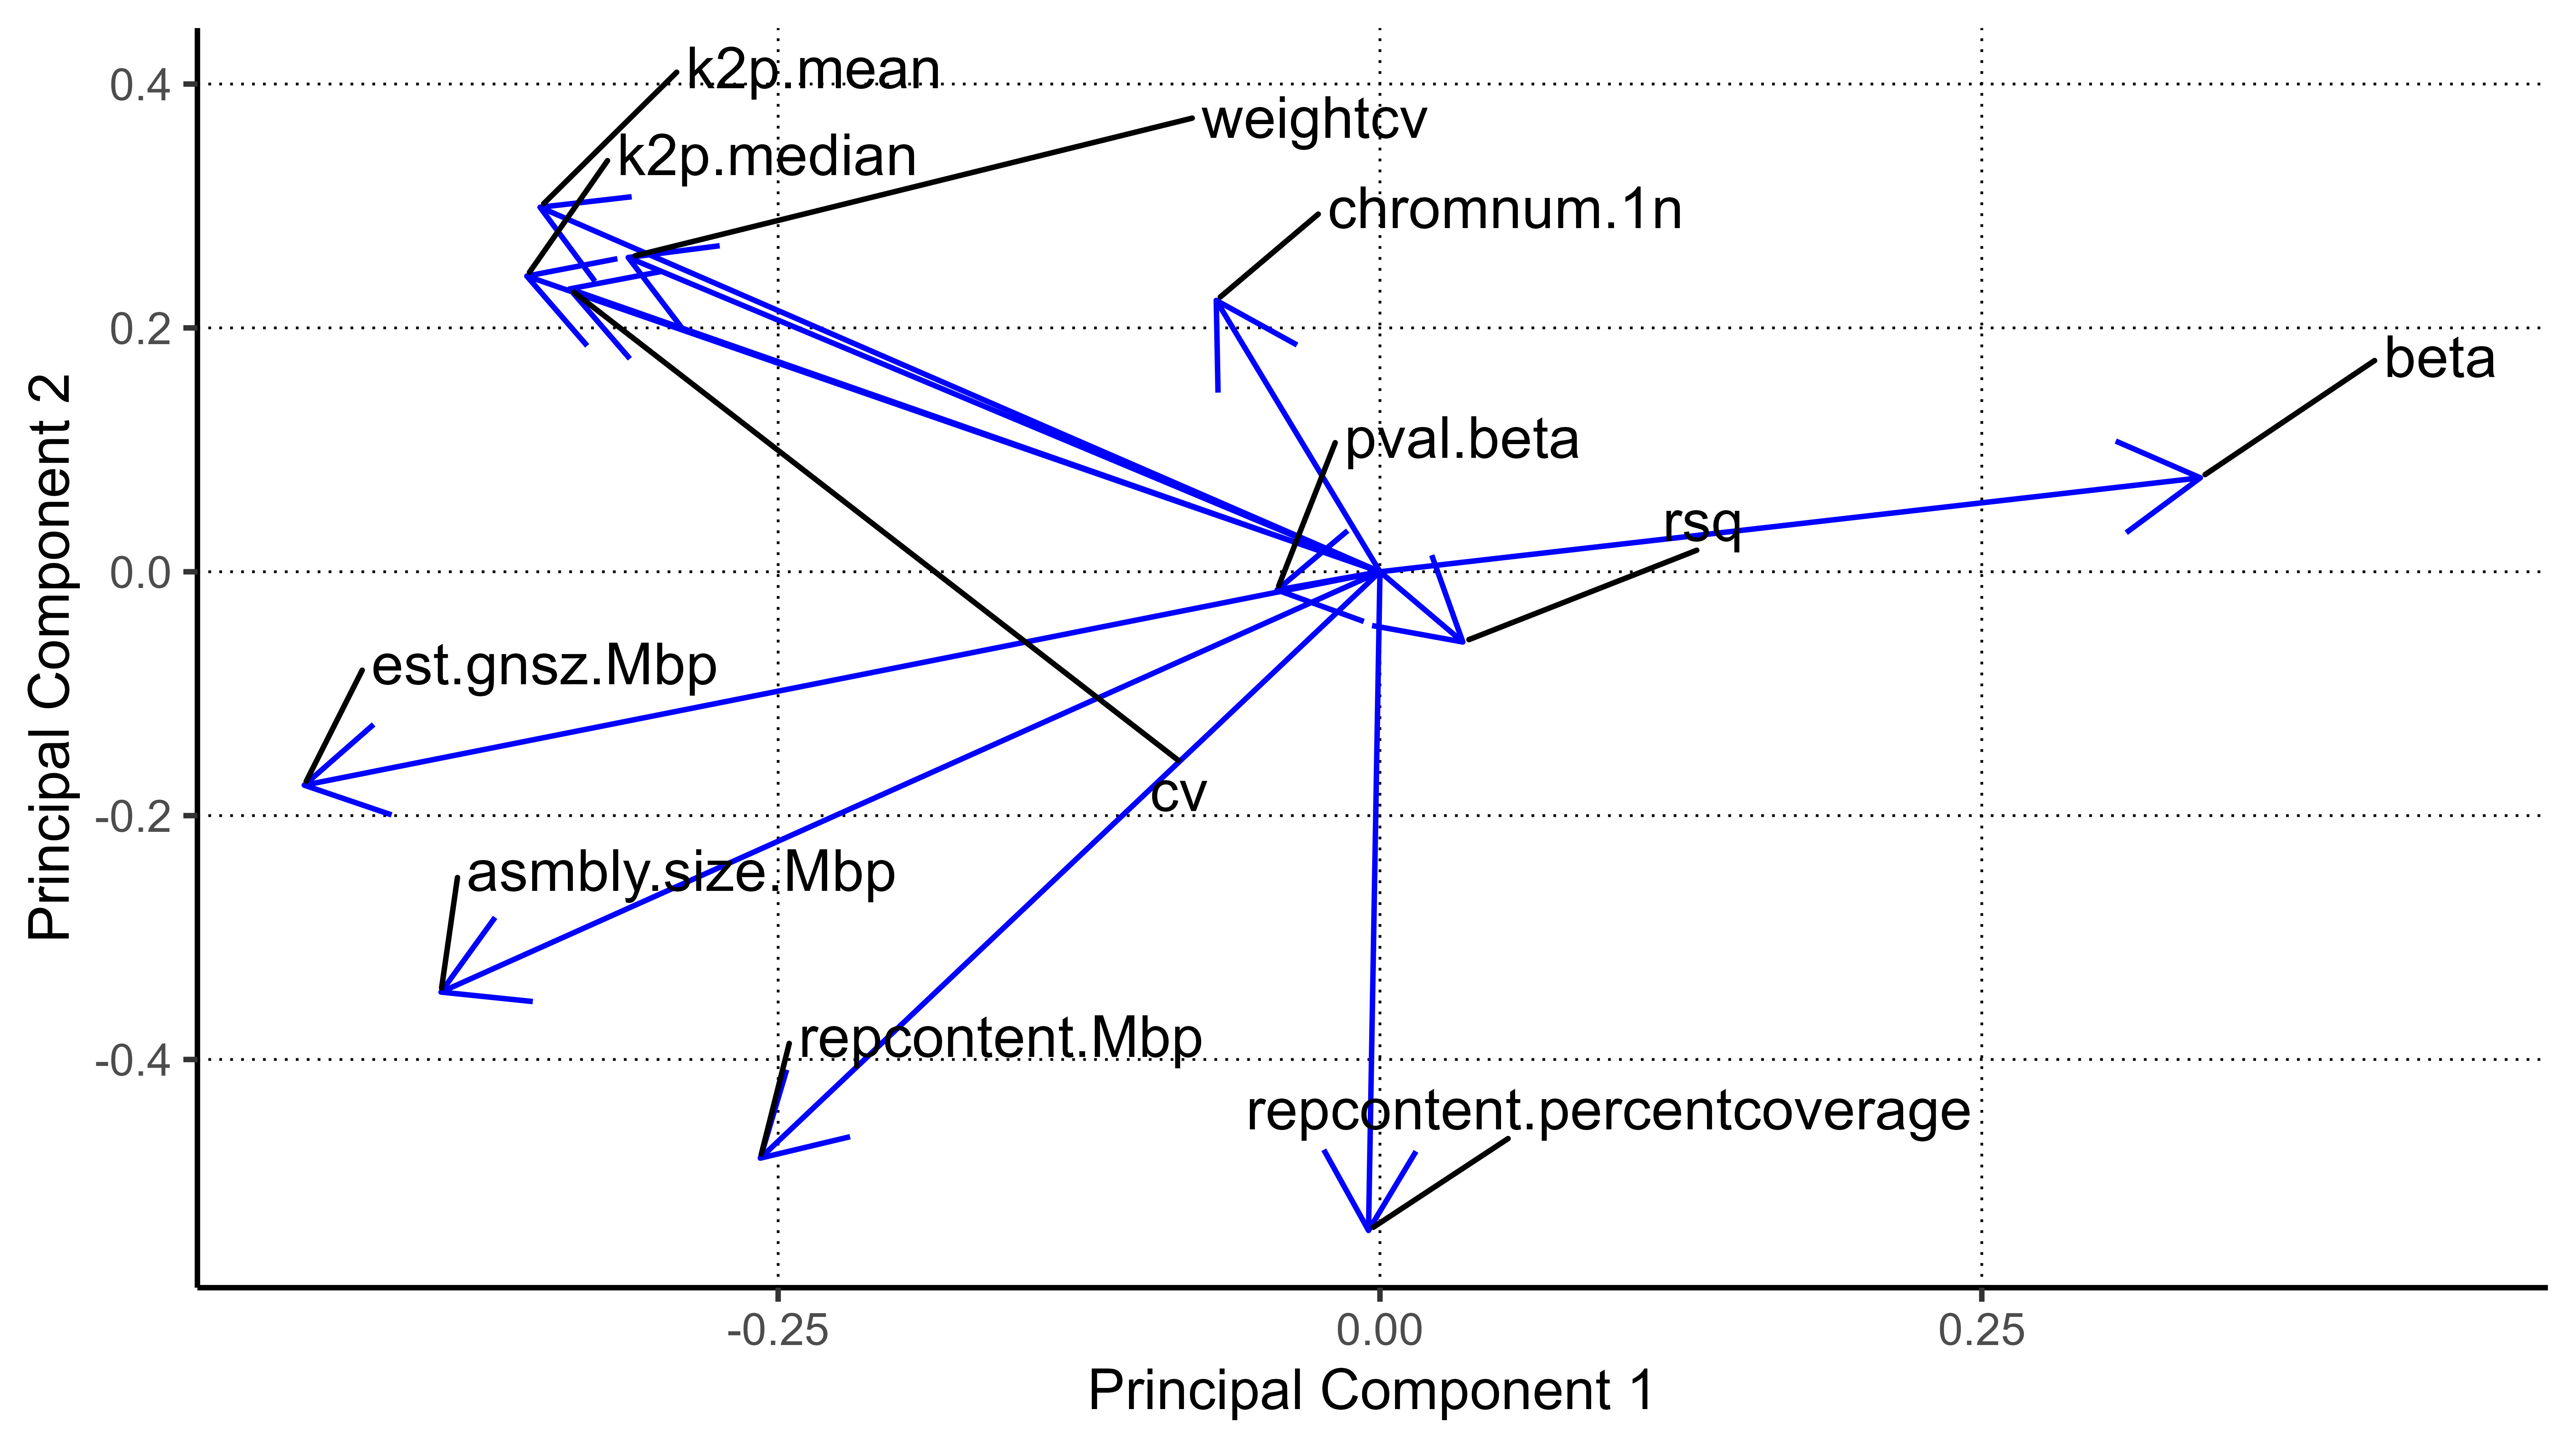 k2p.mean
weightcv
k2p.median
chromnum.1n
beta
pval.beta
rsq
est.gnsz.Mbp
cv
asmbly.size.Mbp
repcontent.Mbp
repcontent.percentcoverage
0.4
0.2
0.0
-0.2
-0.4
Principal Component 2
-0.25
0.00
0.25
Principal Component 1